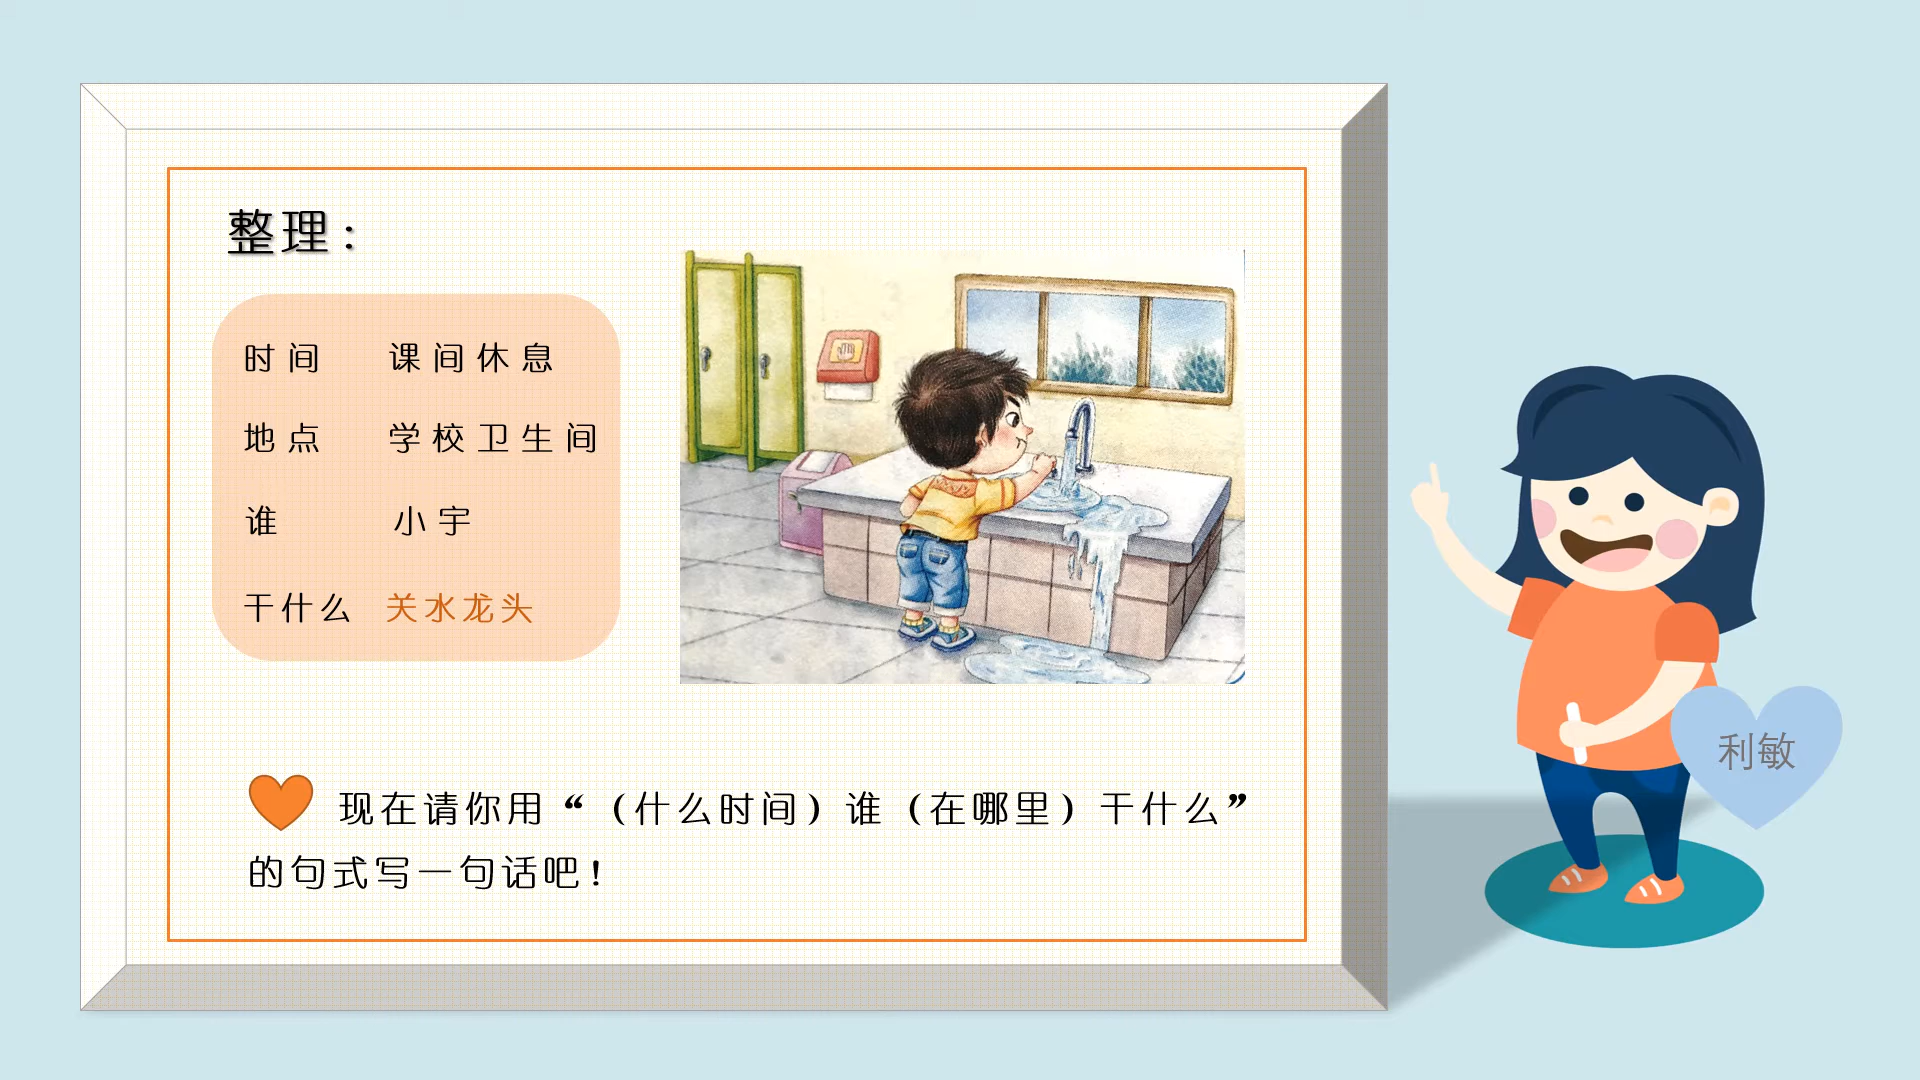 整理：
时间 课间休息
地点 学校卫生间
谁 小宇
干什么 关水龙头
现在请你用“（什么时间）谁（在哪里）干什么”
的句式写一句话吧！
利敏